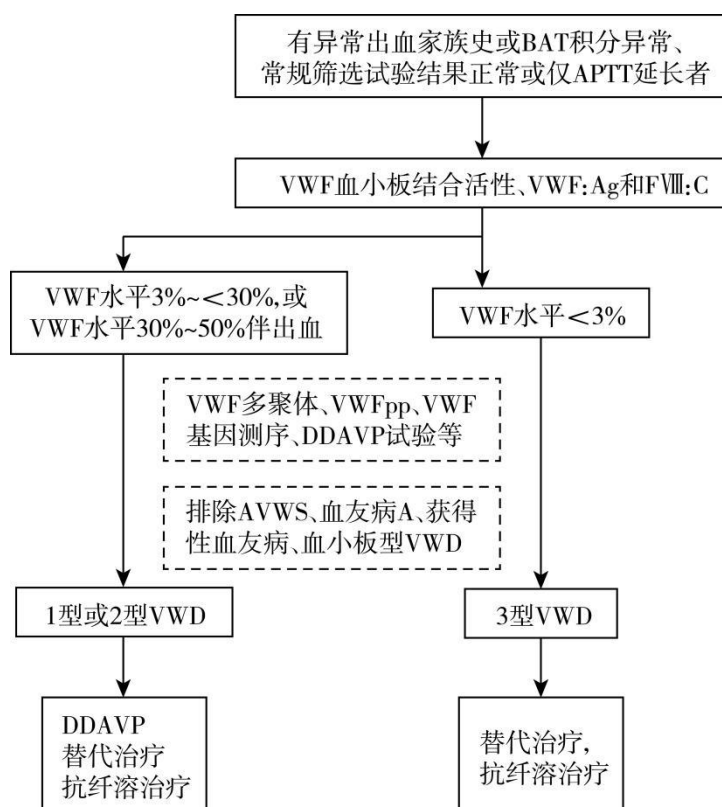 有异常出血家族史或BAT积分异常、
常规筛选试验结果正常或仅APTT延长者
VWF血小板结合活性、VWF:Ag和FⅧ:C
VWF水平3%~<30%,或
VWF水平30%~50%伴出血
VWF水平<3%
VWF多聚体、VWFpp、VWF
基因测序、DDAVP试验等
排除AVWS、血友病A、获得
性血友病、血小板型VWD
1型或2型VWD
3型VWD
DDAVP
替代治疗
抗纤溶治疗
替代治疗,
抗纤溶治疗